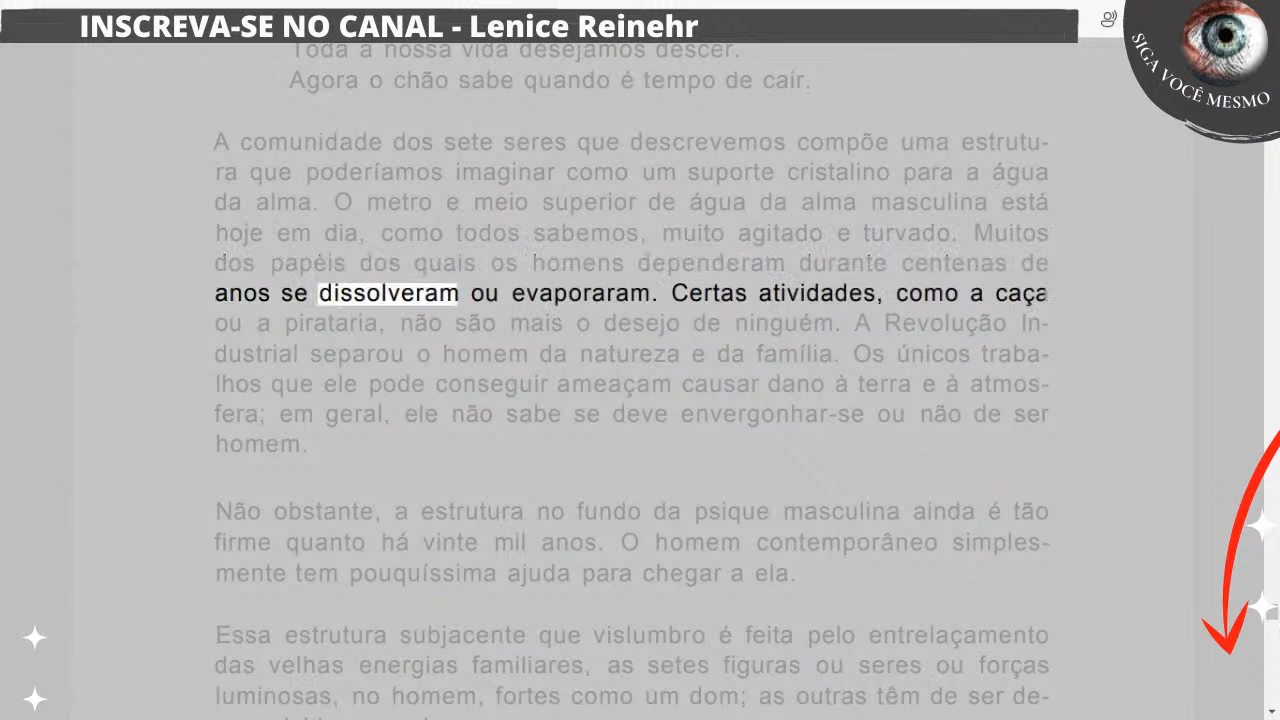 INSCREVA-SE NO CANAL - Lenice Reinehr
SIGA VOCÊ MESMO
Toda a nossa vida desejamos descer.
Agora o chão sabe quando é tempo de cair.
A comunidade dos sete seres que descrevemos compõe uma estrutu-
ra que poderíamos imaginar como um suporte cristalino para a água
da alma. O metro e meio superior de água da alma masculina está
hoje em dia, como todos sabemos, muito agitado e turvado. Muitos
dos papéis dos quais os homens dependeram durante centenas de
anos se dissolveram ou evaporaram. Certas atividades, como a caça
ou a pirataria, não são mais o desejo de ninguém. A Revolução In-
dustrial separou o homem da natureza e da família. Os únicos traba-
lhos que ele pode conseguir ameaçam causar dano à terra e à atmos-
fera; em geral, ele não sabe se deve envergonhar-se ou não de ser
homem.
Não obstante, a estrutura no fundo da psique masculina ainda é tão
firme quanto há vinte mil anos. O homem contemporâneo simples-
mente tem pouquíssima ajuda para chegar a ela.
Essa estrutura subjacente que vislumbro é feita pelo entrelaçamento
das velhas energias familiares, as setes figuras ou seres ou forças
luminosas, no homem, fortes como um dom; as outras têm de ser de-